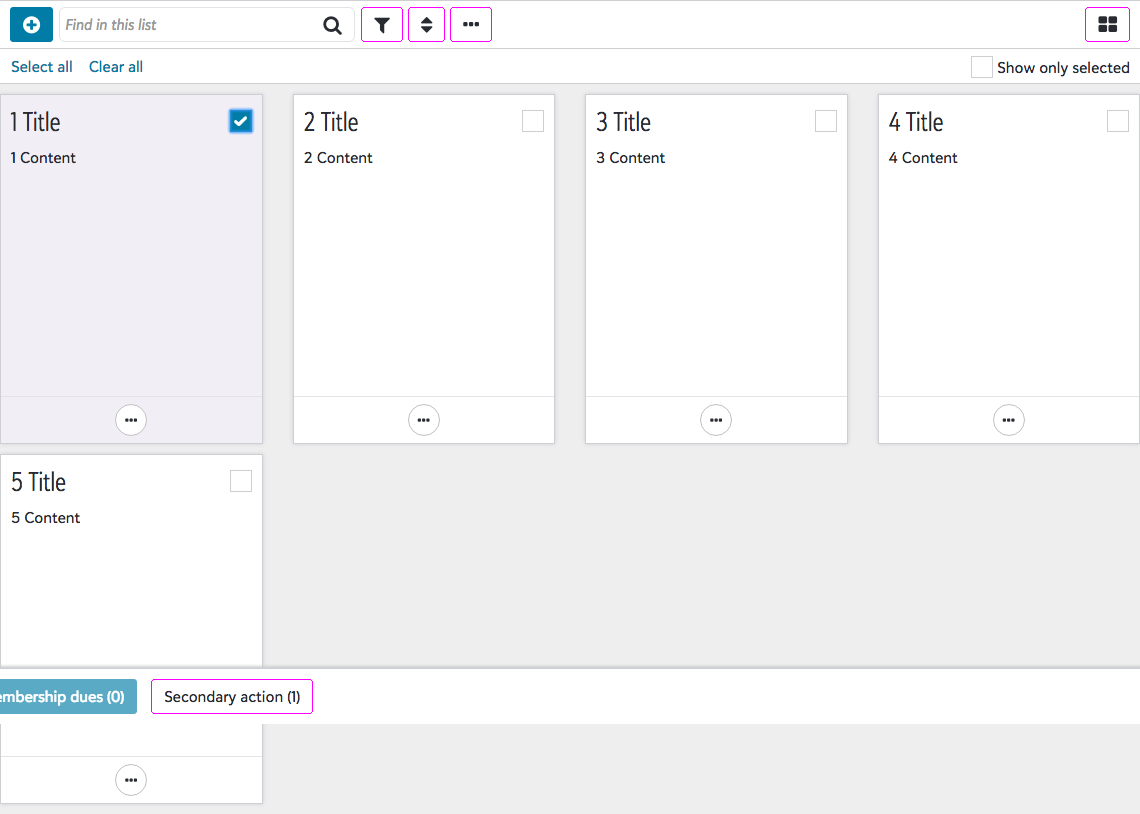 Find in this list
Select all Clear all Show only selected
1 Title
1 Content
2 Title
2 Content
3 Title
3 Content
4 Title
4 Content
5 Title
5 Content
dues (0) Secondary action (1)